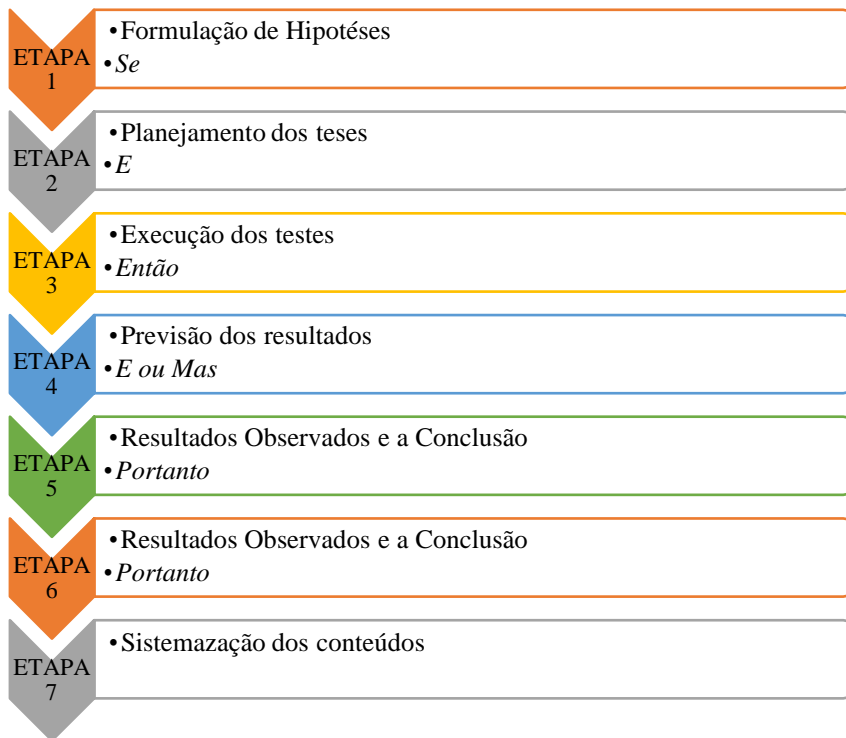 ETAPA
1
•Formulação de Hipotéses
•Se
ETAPA
2
•Planejamento dos teses
•E
ETAPA
3
•Execução dos testes
•Então
ETAPA
4
•Previsão dos resultados
•E ou Mas
ETAPA
5
•Resultados Observados e a Conclusão
•Portanto
ETAPA
6
•Resultados Observados e a Conclusão
•Portanto
ETAPA
7
•Sistemazação dos conteúdos